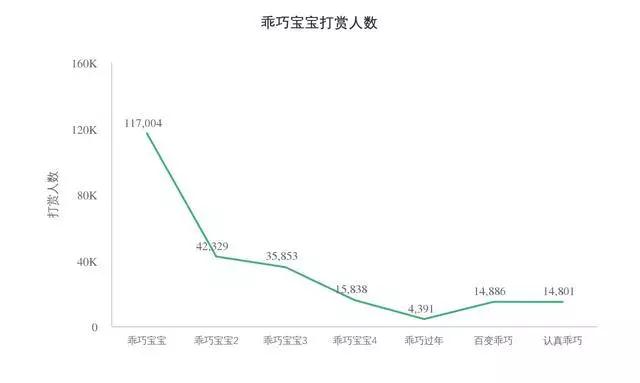 乖巧宝宝打赏人数
160K
120K
80K
40K
0
打赏人数
117,004
42,329
35,853
15,838
4,391
14,886
14,801
乖巧宝宝
乖巧宝宝2
乖巧宝宝3
乖巧宝宝4
乖巧过年
百变乖巧
认真乖巧